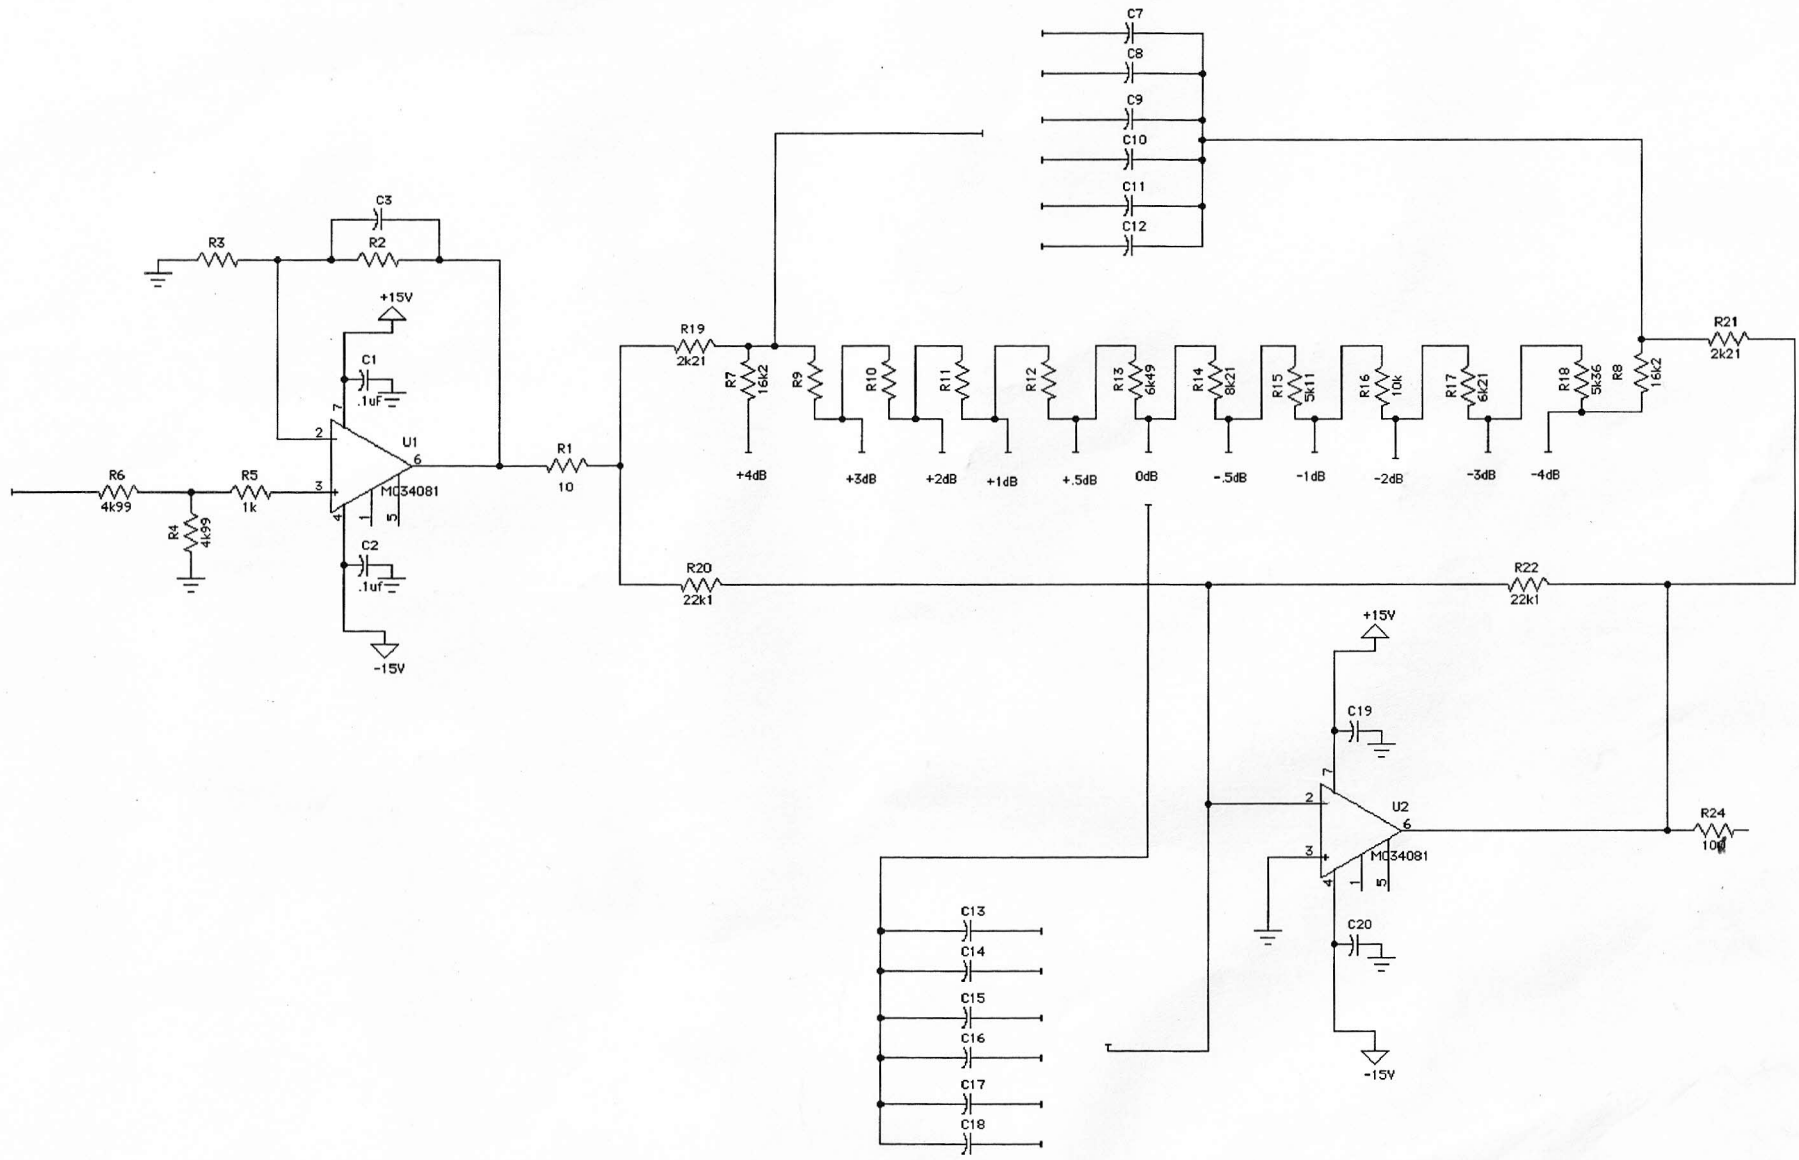 C7
C8
C9
C10
C11
C12
C3
R3
R2
+15V
C1
.1uF
7
2
U1
6
3
MC34081
4
1
5
R6
4k99
R5
1k
R4
4k99
C2
.1uf
-15V
R1
10
R19
2k21
R7
16k2
R9
R10
R11
R12
R13
6k49
R14
8k21
R15
5k11
R16
10k
R17
6k21
R18
5k36
R8
16k2
R21
2k21
+4dB
+3dB
+2dB
+1dB
+.5dB
0dB
-.5dB
-1dB
-2dB
-3dB
-4dB
R20
22k1
R22
22k1
+15V
C19
7
2
U2
6
3
MC34081
4
1
5
R24
C20
-15V
C13
C14
C15
C16
C17
C18